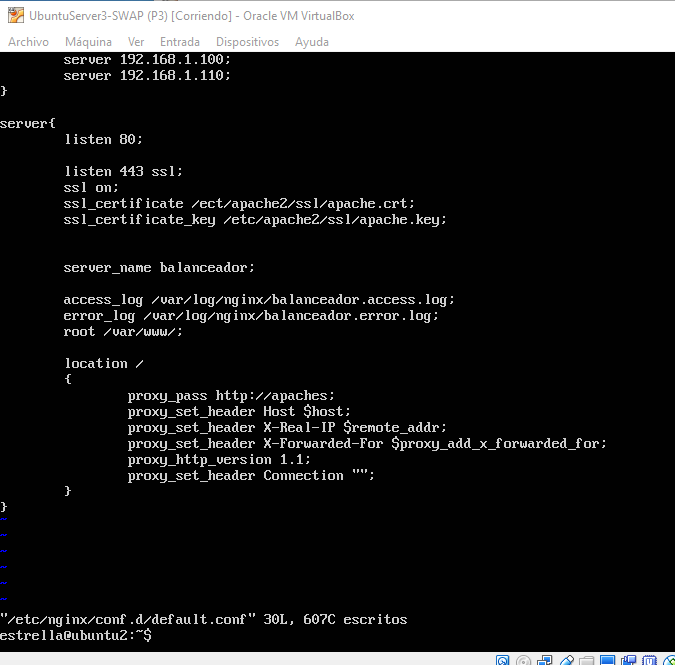 UbuntuServer3-SWAP (P3) [Corriendo] - Oracle VM VirtualBox
Archivo Máquina Ver Entrada Dispositivos Ayuda
server 192.168.1.100;
server 192.168.1.110;
}
server{
listen 80;
listen 443 ssl;
ssl on;
ssl_certificate /ect/apache2/ssl/apache.crt;
ssl_certificate_key /etc/apache2/ssl/apache.key;
server_name balanceador;
access_log /var/log/nginx/balanceador.access.log;
error_log /var/log/nginx/balanceador.error.log;
root /var/www/;
location /
{
proxy_pass http://apaches;
proxy_set_header Host $host;
proxy_set_header X-Real-IP $remote_addr;
proxy_set_header X-Forwarded-For $proxy_add_x_forwarded_for;
proxy_http_version 1.1;
proxy_set_header Connection "";
}
}
~
~
~
~
~
~
"/etc/nginx/conf.d/default.conf" 30L, 607C escritos
estrella@ubuntu2:~$